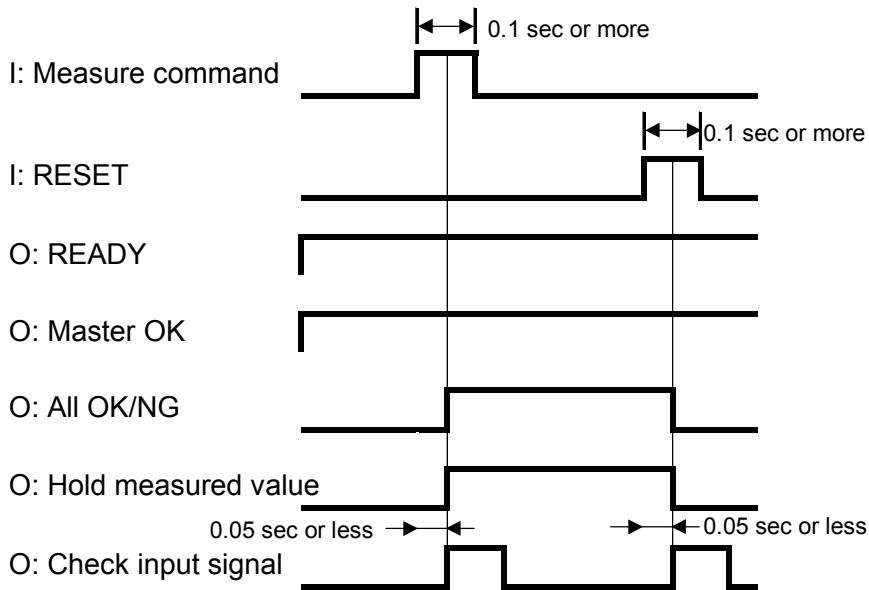 0.1 sec or more
I: Measure command
0.1 sec or more
I: RESET
O: READY
O: Master OK
O: All OK/NG
O: Hold measured value
0.05 sec or less
0.05 sec or less
O: Check input signal